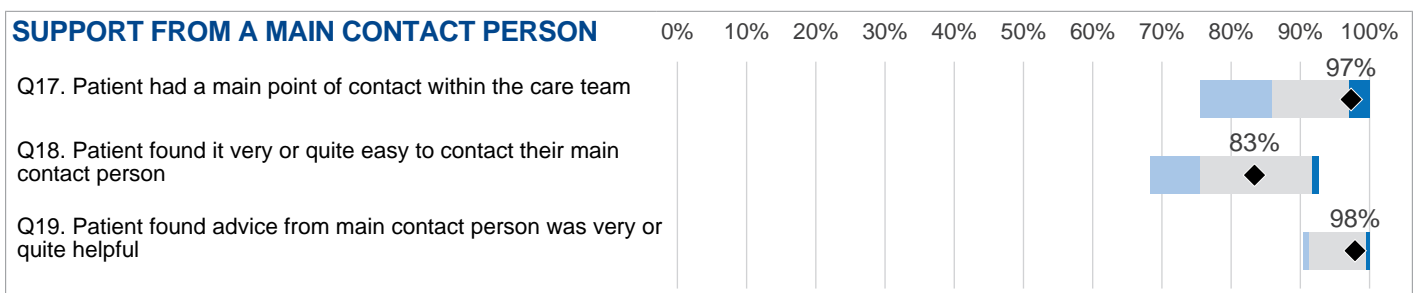 SUPPORT FROM A MAIN CONTACT PERSON
0% 10% 20% 30% 40% 50% 60% 70% 80% 90% 100%
Q17. Patient had a main point of contact within the care team
97%
Q18. Patient found it very or quite easy to contact their main
contact person
83%
Q19. Patient found advice from main contact person was very or
quite helpful
98%